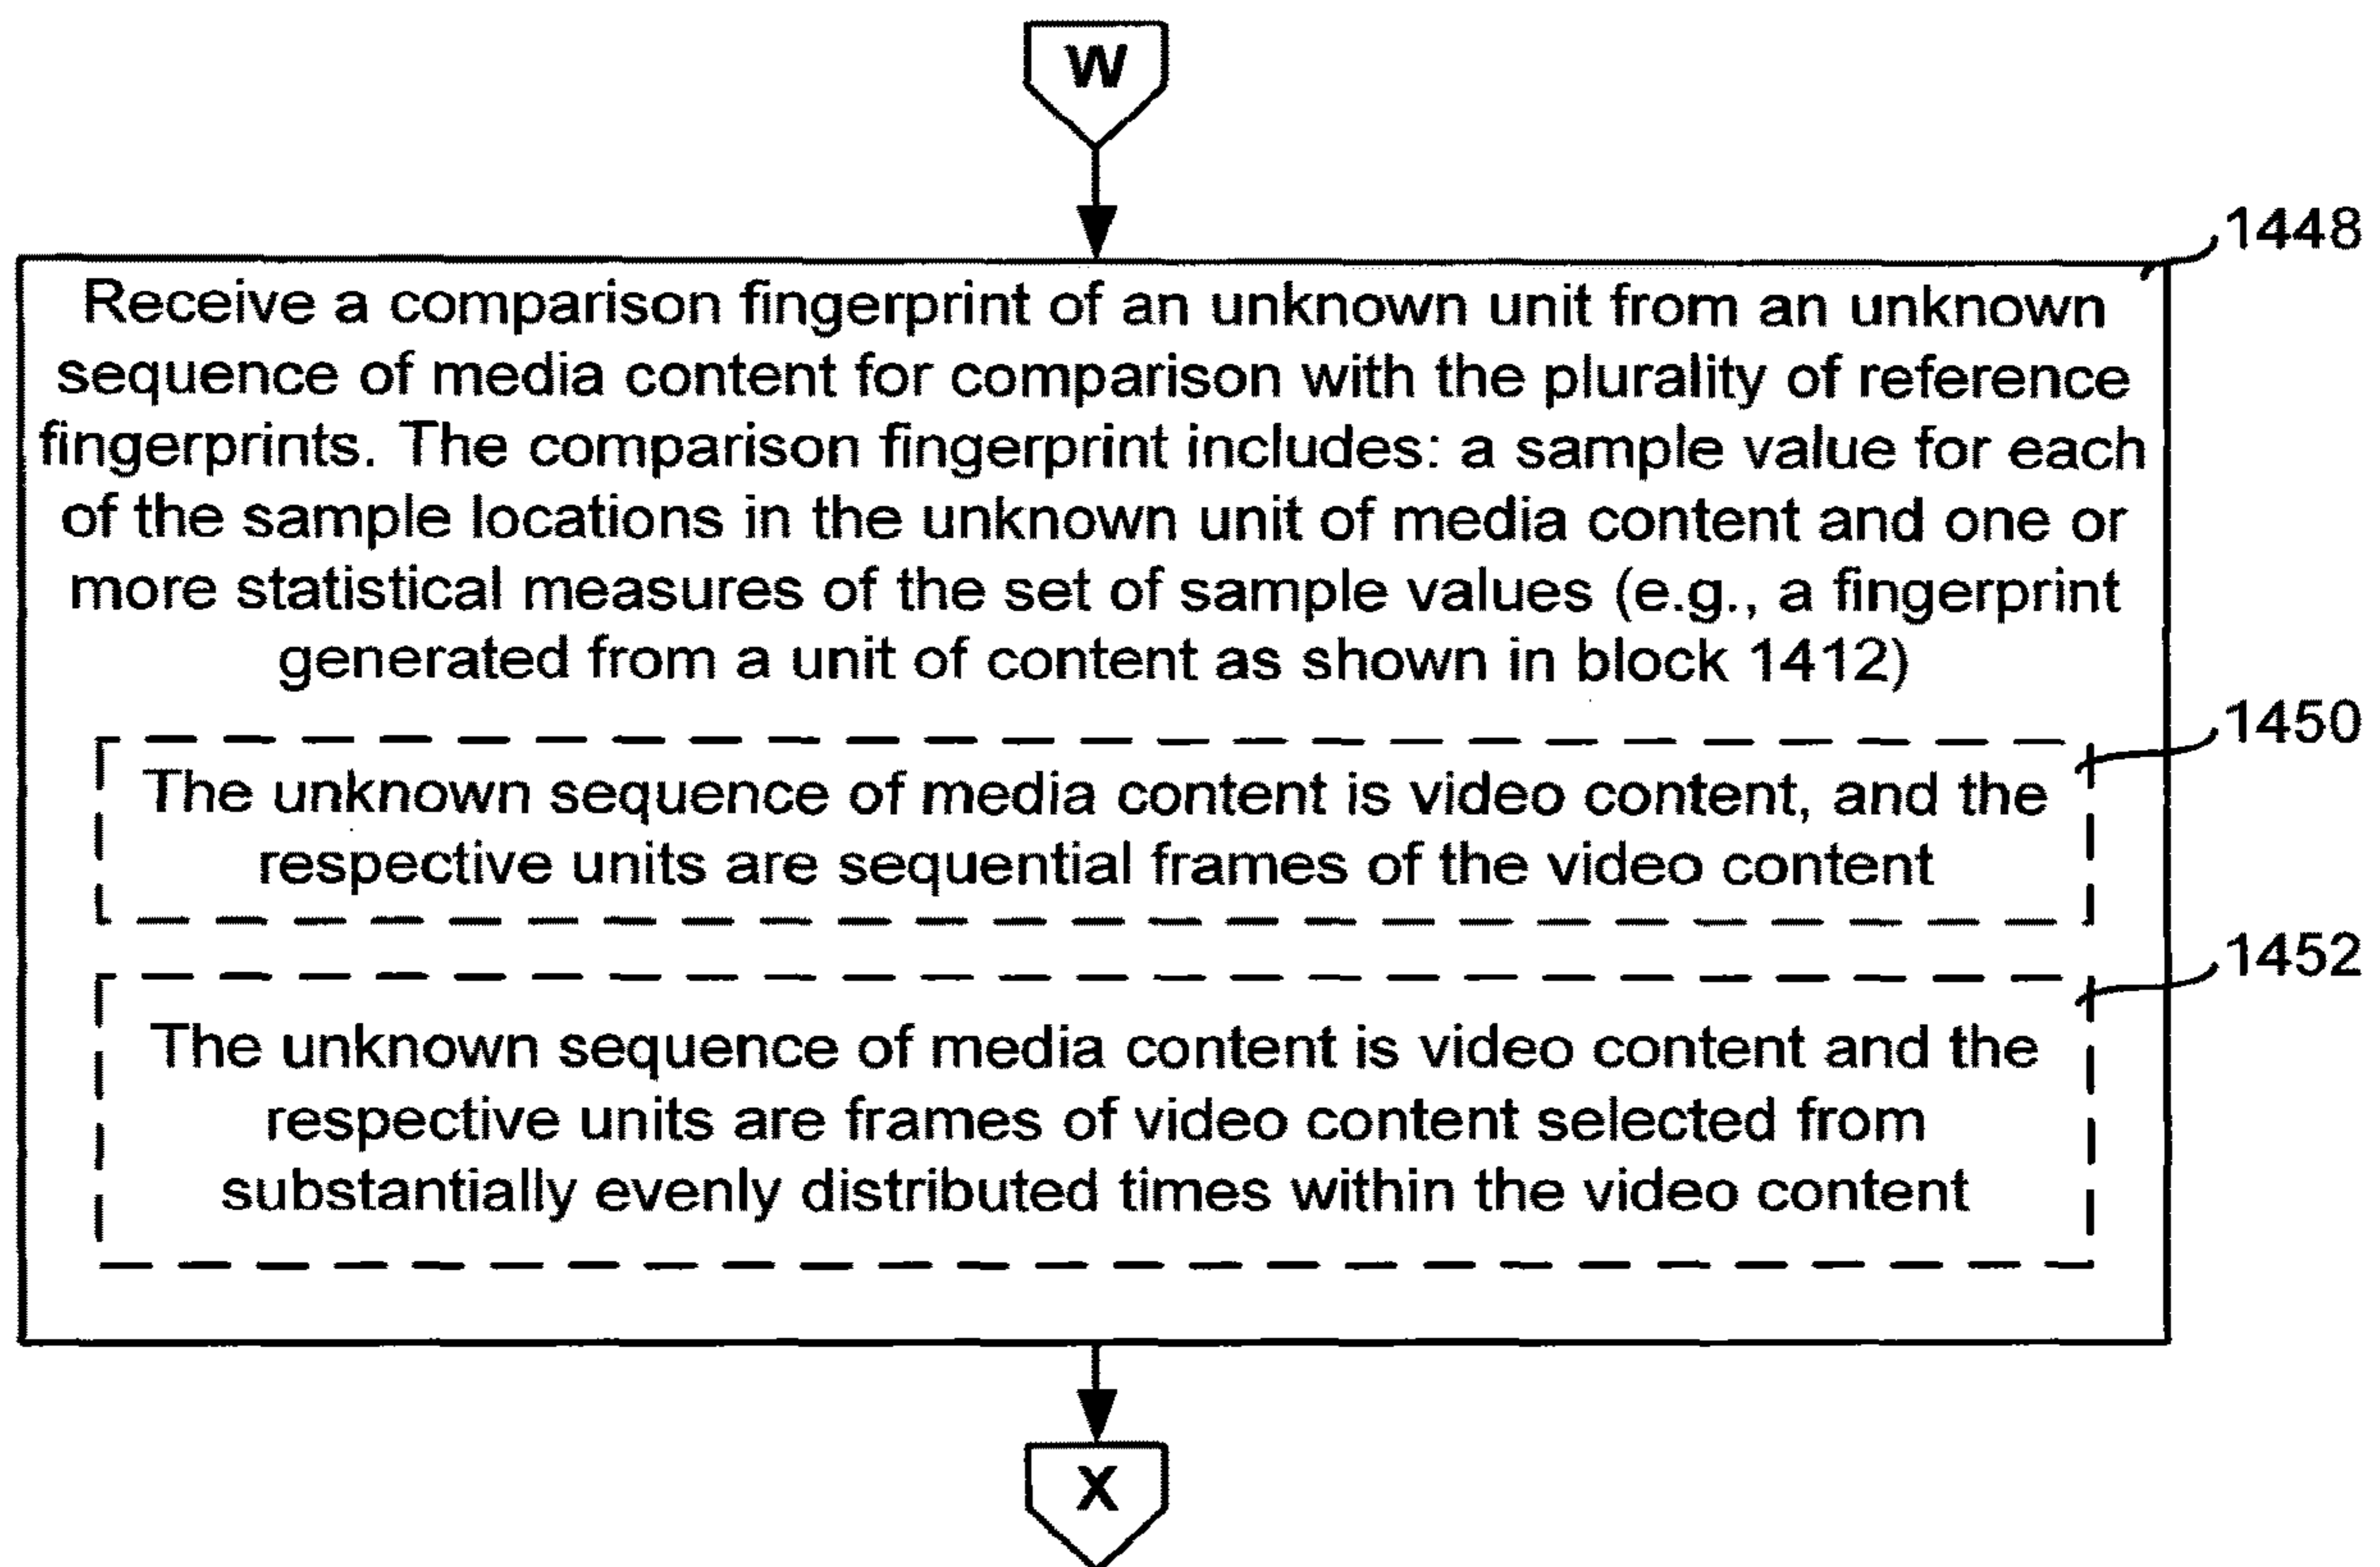 W
1448
Receive a comparison fingerprint of an unknown unit from an unknown
sequence of media content for comparison with the plurality of reference
fingerprints. The comparison fingerprint includes: a sample value for each
of the sample locations in the unknown unit of media content and one or
more statistical measures of the set of sample values (e.g., a fingerprint
generated from a unit of content as shown in block 1412)
1450
The unknown sequence of media content is video content, and the
respective units are sequential frames of the video content
1452
The unknown sequence of media content is video content and the
respective units are frames of video content selected from
substantially evenly distributed times within the video content
X